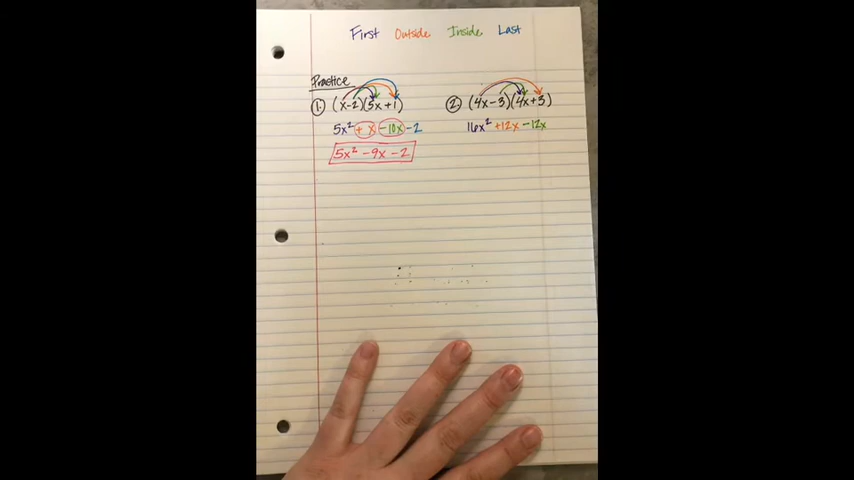 First Outside Inside Last
Practice
1. (x-2)(5x+1)
5x² + x -10x -2
5x² -9x -2
2. (4x-3)(4x+3)
16x² +12x -12x